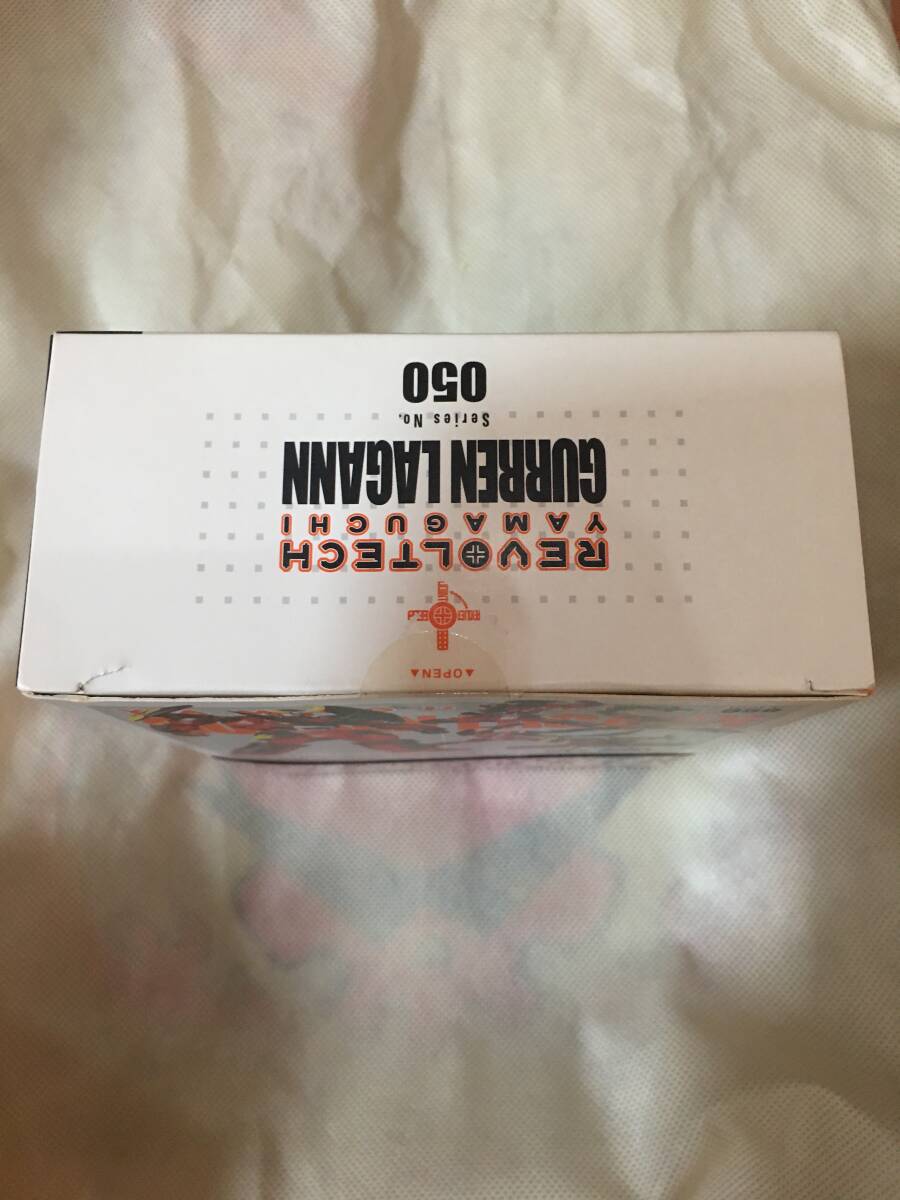 ▲OPEN▲
REVOLTECH
YAMAGUCHI
GURREN LAGANN
Series No.
050